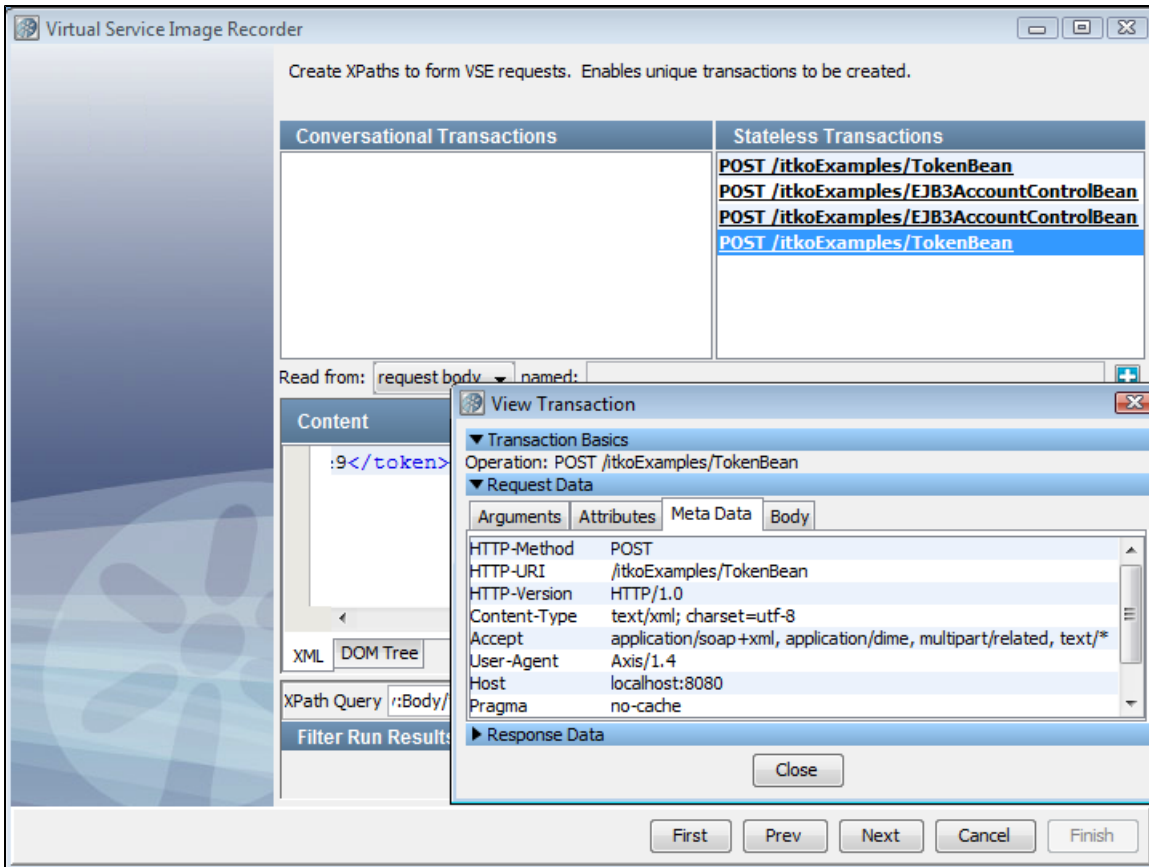 Virtual Service Image Recorder
Create XPaths to form VSE requests. Enables unique transactions to be created.
Conversational Transactions
Stateless Transactions
POST /itkoExamples/TokenBean
POST /itkoExamples/EJB3AccountControlBean
POST /itkoExamples/EJB3AccountControlBean
POST /itkoExamples/TokenBean
Read from: request body named:
Content
:9</token>
XML DOM Tree
XPath Query :Body/
Filter Run Results
View Transaction
Transaction Basics
Operation: POST /itkoExamples/TokenBean
Request Data
Arguments Attributes Meta Data Body
HTTP-Method POST
HTTP-URI /itkoExamples/TokenBean
HTTP-Version HTTP/1.0
Content-Type text/xml; charset=utf-8
Accept application/soap+xml, application/dime, multipart/related, text/*
User-Agent Axis/1.4
Host localhost:8080
Pragma no-cache
Response Data
Close
First Prev Next Cancel Finish